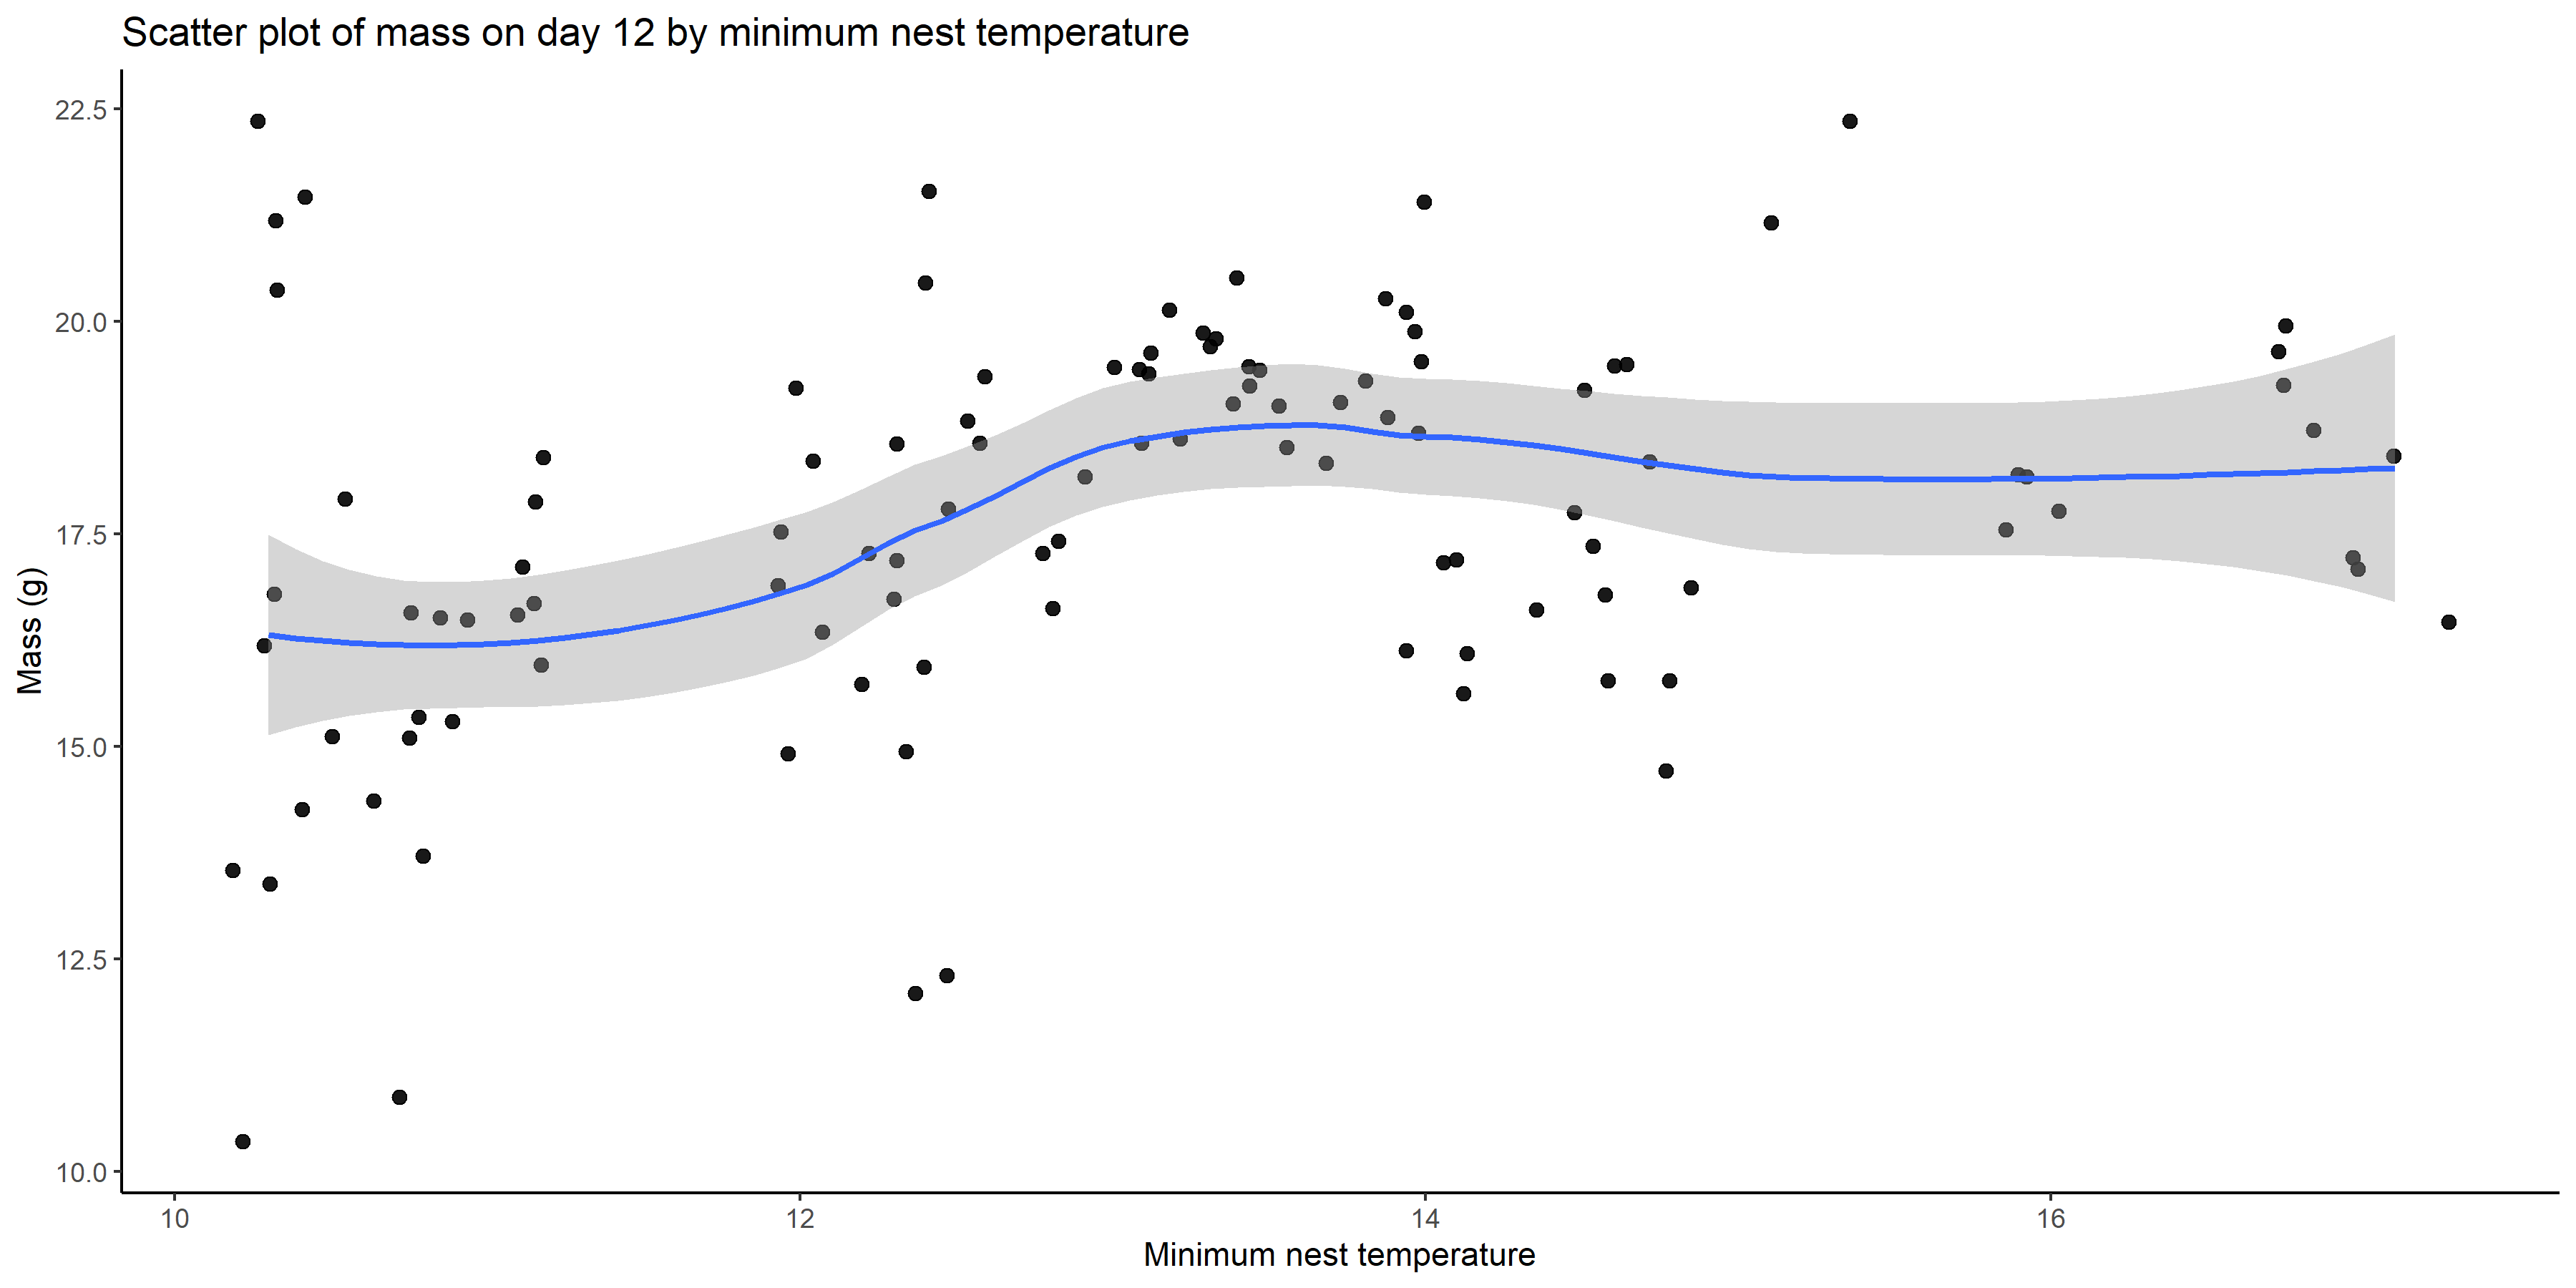 Scatter plot of mass on day 12 by minimum nest temperature
22.5
20.0
17.5
15.0
12.5
10.0
Mass (g)
10 12 14 16
Minimum nest temperature